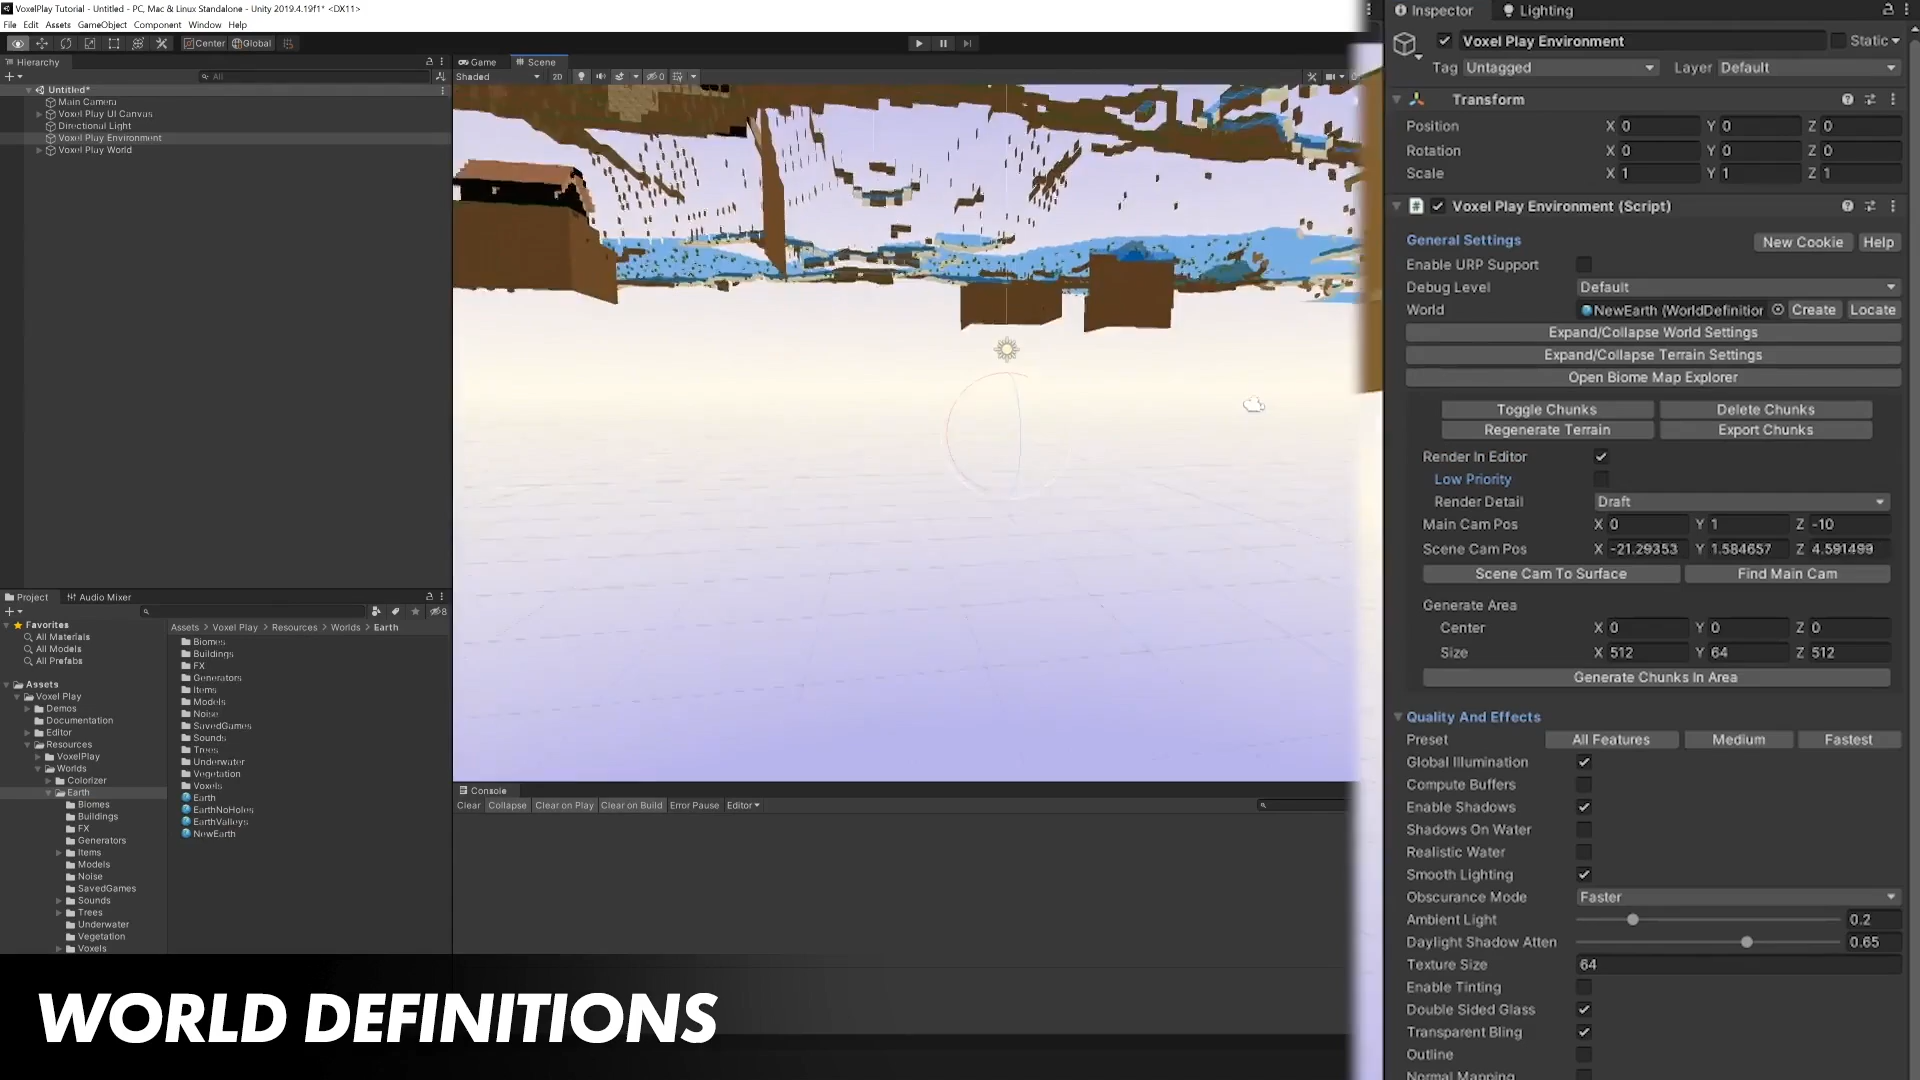 VoxelPlay Tutorial - Untitled - PC, Mac & Linux Standalone - Unity 2019.4.19f1* <DX11>
File Edit Assets GameObject Component Window Help
Center Global
Hierarchy
All
Untitled*
Main Camera
Voxel Play UI Canvas
Directional Light
Voxel Play Environment
Voxel Play World
Game Scene
Shaded 2D 0
Project Audio Mixer
8
Favorites
All Materials
All Models
All Prefabs
Assets
Voxel Play
Demos
Documentation
Editor
Resources
VoxelPlay
Worlds
Colorizer
Earth
Biomes
Buildings
FX
Generators
Items
Models
Noise
SavedGames
Sounds
Trees
Underwater
Vegetation
Voxels
Assets > Voxel Play > Resources > Worlds > Earth
Biomes
Buildings
FX
Generators
Items
Models
Noise
SavedGames
Sounds
Trees
Underwater
Vegetation
Voxels
Earth
EarthNoHoles
EarthValleys
NewEarth
Console
Clear Collapse Clear on Play Clear on Build Error Pause Editor
Inspector Lighting
Voxel Play Environment Static
Tag Untagged Layer Default
Transform
Position X 0 Y 0 Z 0
Rotation X 0 Y 0 Z 0
Scale X 1 Y 1 Z 1
Voxel Play Environment (Script)
General Settings New Cookie Help
Enable URP Support
Debug Level Default
World NewEarth (WorldDefinition Create Locate
Expand/Collapse World Settings
Expand/Collapse Terrain Settings
Open Biome Map Explorer
Toggle Chunks Delete Chunks
Regenerate Terrain Export Chunks
Render In Editor
Low Priority
Render Detail Draft
Main Cam Pos X 0 Y 1 Z -10
Scene Cam Pos X -21.29353 Y 1.584657 Z 4.591499
Scene Cam To Surface Find Main Cam
Generate Area
Center X 0 Y 0 Z 0
Size X 512 Y 64 Z 512
Generate Chunks In Area
Quality And Effects
Preset All Features Medium Fastest
Global Illumination
Compute Buffers
Enable Shadows
Shadows On Water
Realistic Water
Smooth Lighting
Obscurance Mode Faster
Ambient Light 0.2
Daylight Shadow Atten 0.65
Texture Size 64
Enable Tinting
Double Sided Glass
Transparent Bling
Outline
Normal Mapping
WORLD DEFINITIONS